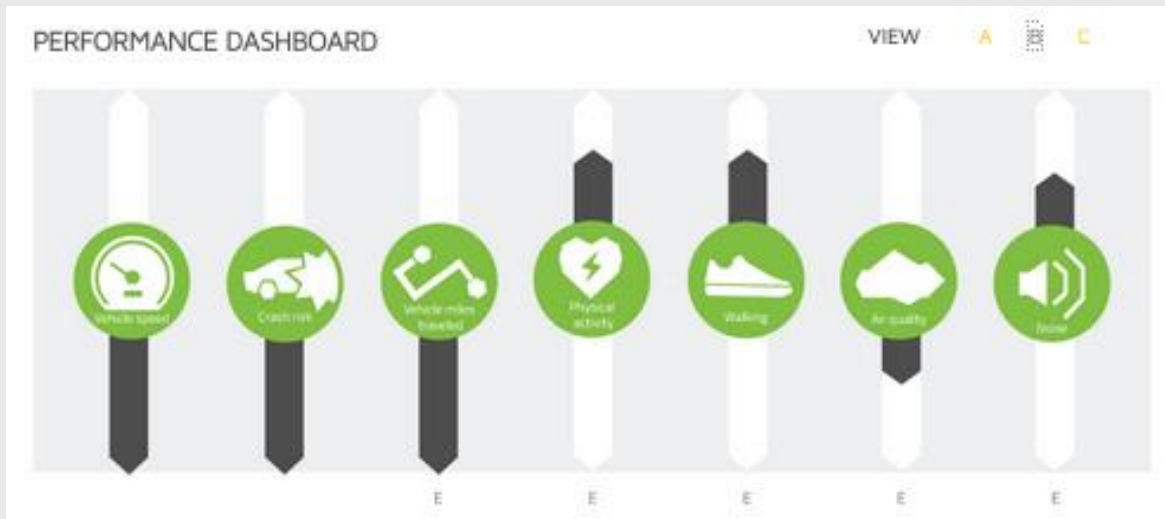 PERFORMANCE DASHBOARD
VIEW A B C
Vehicle speed
Crash risk
Vehicle miles
travelled
Physical
activity
Walking
Air quality
Noise
E E E E E